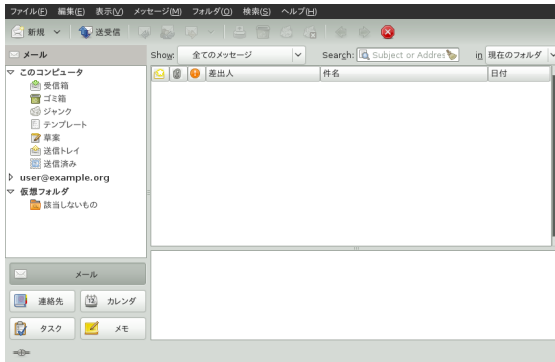 ファイル(F) 編集(E) 表示(V) メッセージ(M) フォルダ(O) 検索(S) ヘルプ(H)
新規 送受信
メール Show: 全てのメッセージ Search: Subject or Addres in 現在のフォルダ
差出人 件名 日付
このコンピュータ
受信箱
ゴミ箱
ジャンク
テンプレート
草案
送信トレイ
送信済み
user@example.org
仮想フォルダ
該当しないもの
メール
連絡先 12 カレンダ
タスク メモ